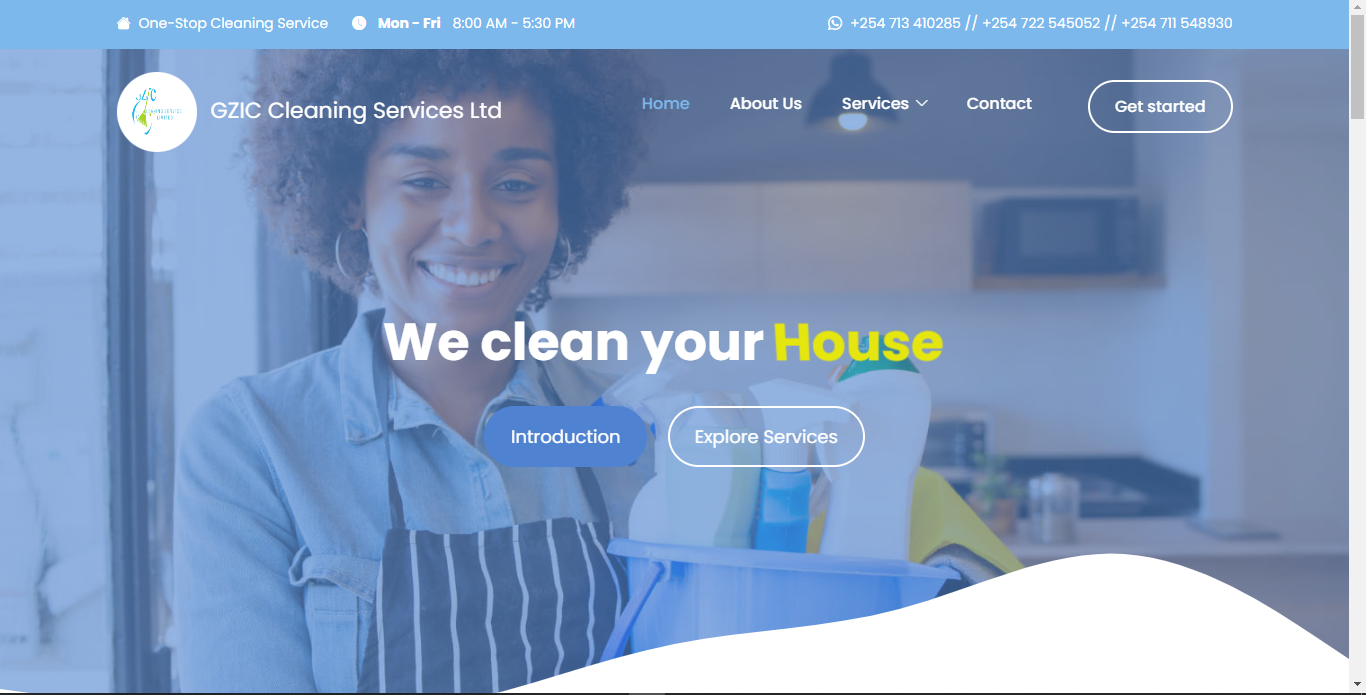 One-Stop Cleaning Service Mon - Fri 8:00 AM - 5:30 PM +254 713 410285 // +254 722 545052 // +254 711 548930
GZIC Cleaning Services Ltd Home About Us Services Contact Get started
We clean your House
Introduction Explore Services